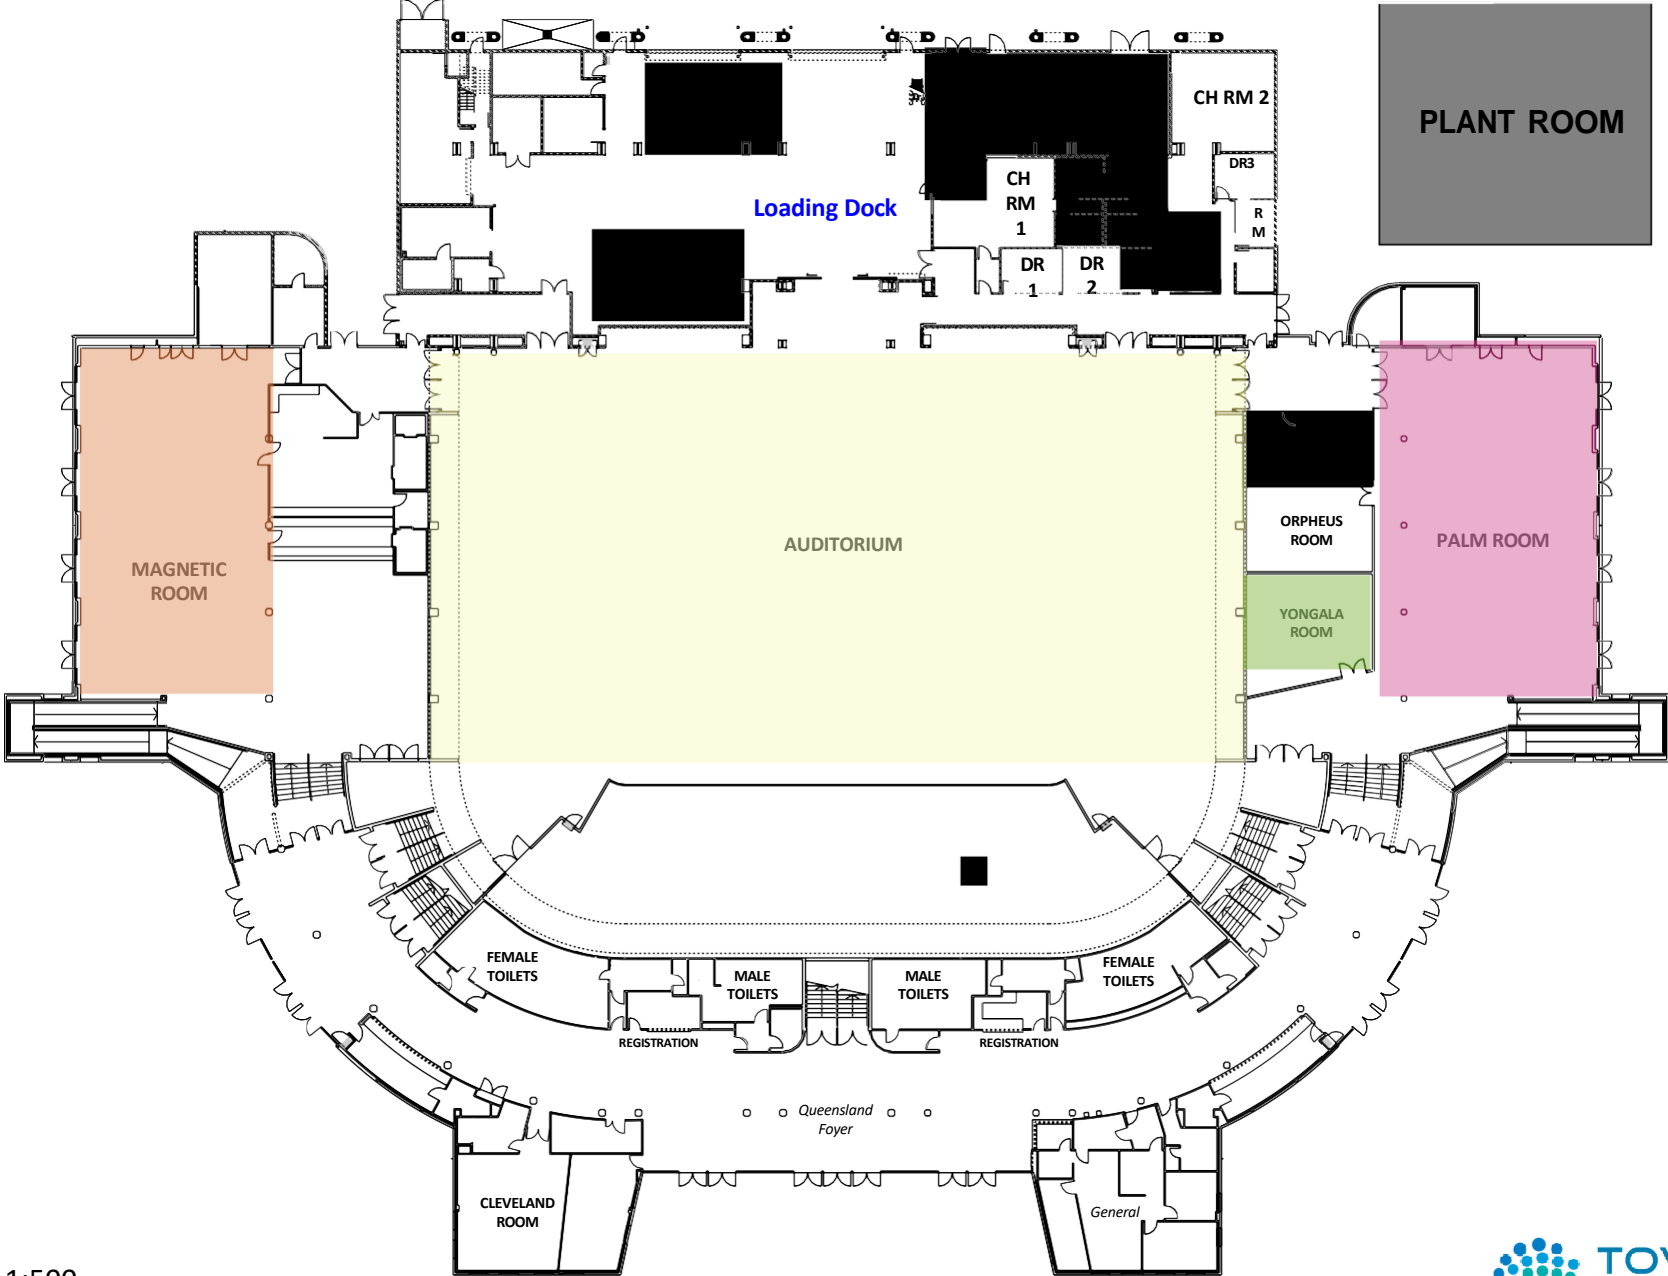 CH RM 2
PLANT ROOM
DR3
CH
RM
1
Loading Dock
R
M
DR
1
DR
2
ORPHEUS
ROOM
AUDITORIUM
PALM ROOM
MAGNETIC
ROOM
YONGALA
ROOM
FEMALE
TOILETS
MALE
TOILETS
MALE
TOILETS
FEMALE
TOILETS
REGISTRATION
REGISTRATION
Queensland
Foyer
CLEVELAND
ROOM
General